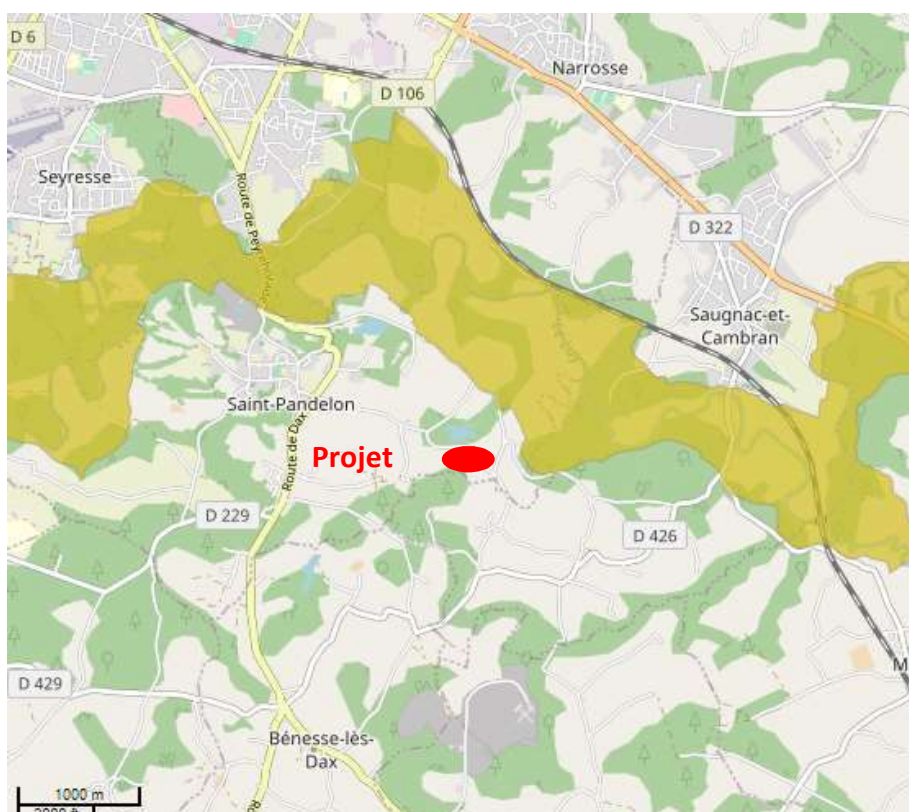 D 6
Narrosse
D 106
Seyresse
Route de Pey
D 322
Saugnac-et-
Cambran
Saint-Pandelon
Projet
Route de Dax
D 229
D 426
D 429
M
Bénesse-lès-
Dax
1000 m